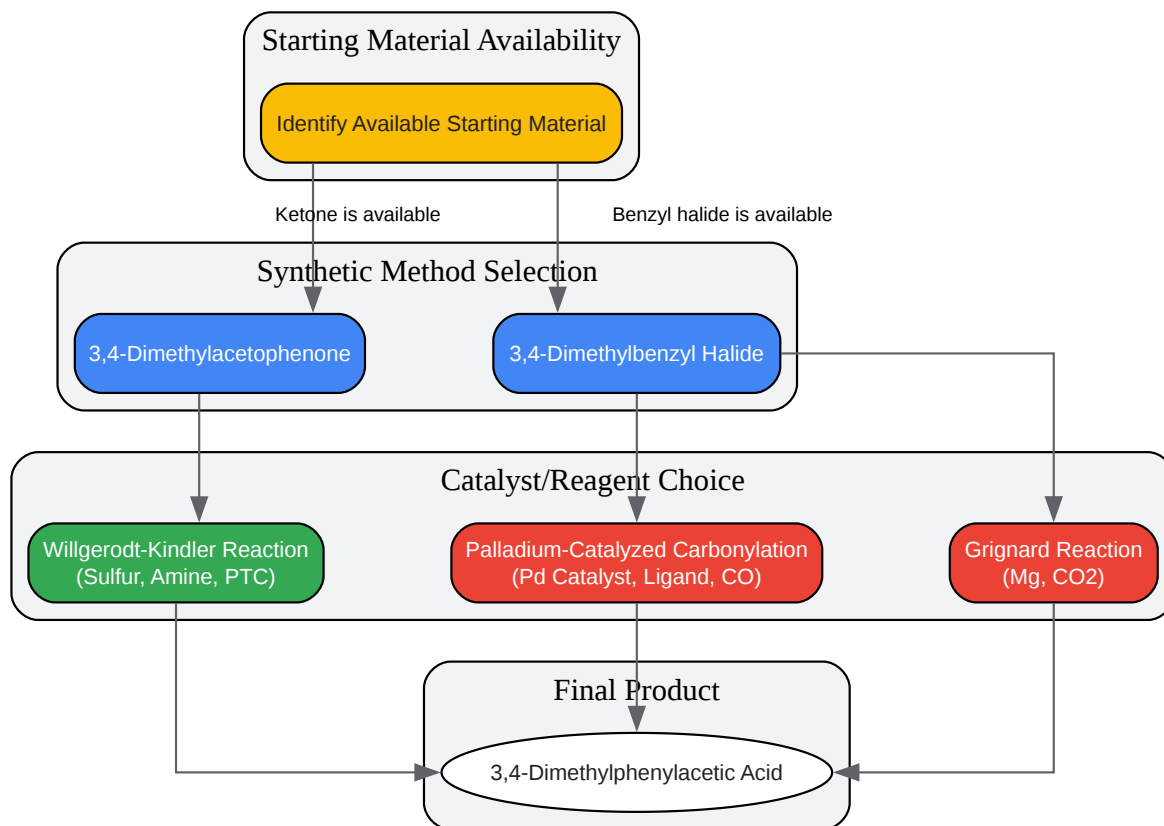 Starting Material Availability
Identify Available Starting Material
Ketone is available
Benzyl halide is available
Synthetic Method Selection
3,4-Dimethylacetophenone
3,4-Dimethylbenzyl Halide
Catalyst/Reagent Choice
Willgerodt-Kindler Reaction
(Sulfur, Amine, PTC)
Palladium-Catalyzed Carbonylation
(Pd Catalyst, Ligand, CO)
Grignard Reaction
(Mg, CO2)
Final Product
3,4-Dimethylphenylacetic Acid